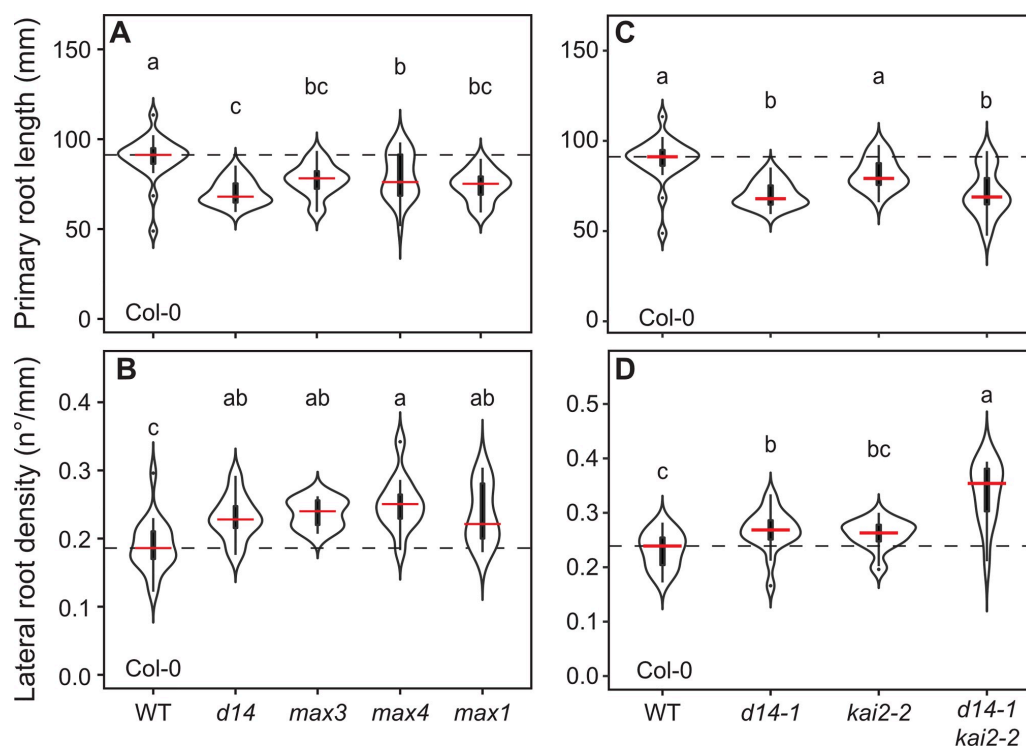 Primary root length (mm)
A
150
100
50
0
a
c
bc
b
bc
Col-0
C
150
100
50
0
a
b
a
b
Col-0
Lateral root density (n°/mm)
B
0.4
0.3
0.2
0.1
0.0
c
ab
ab
a
ab
Col-0
WT d14 max3 max4 max1
D
0.5
0.4
0.3
0.2
0.1
0.0
c
b
bc
a
Col-0
WT d14-1 kai2-2 d14-1
kai2-2